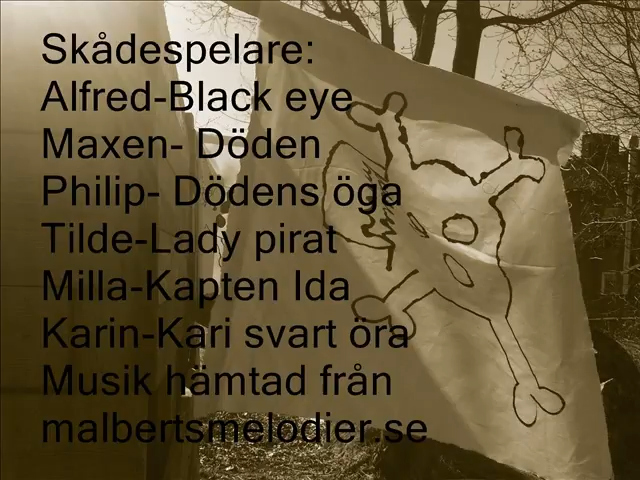 Skådespelare:
Alfred-Black eye
Maxen- Döden
Philip- Dödens öga
Tilde-Lady pirat
Milla-Kapten Ida
Karin-Kari svart öra
Musik hämtad från
malbertsmelodier.se